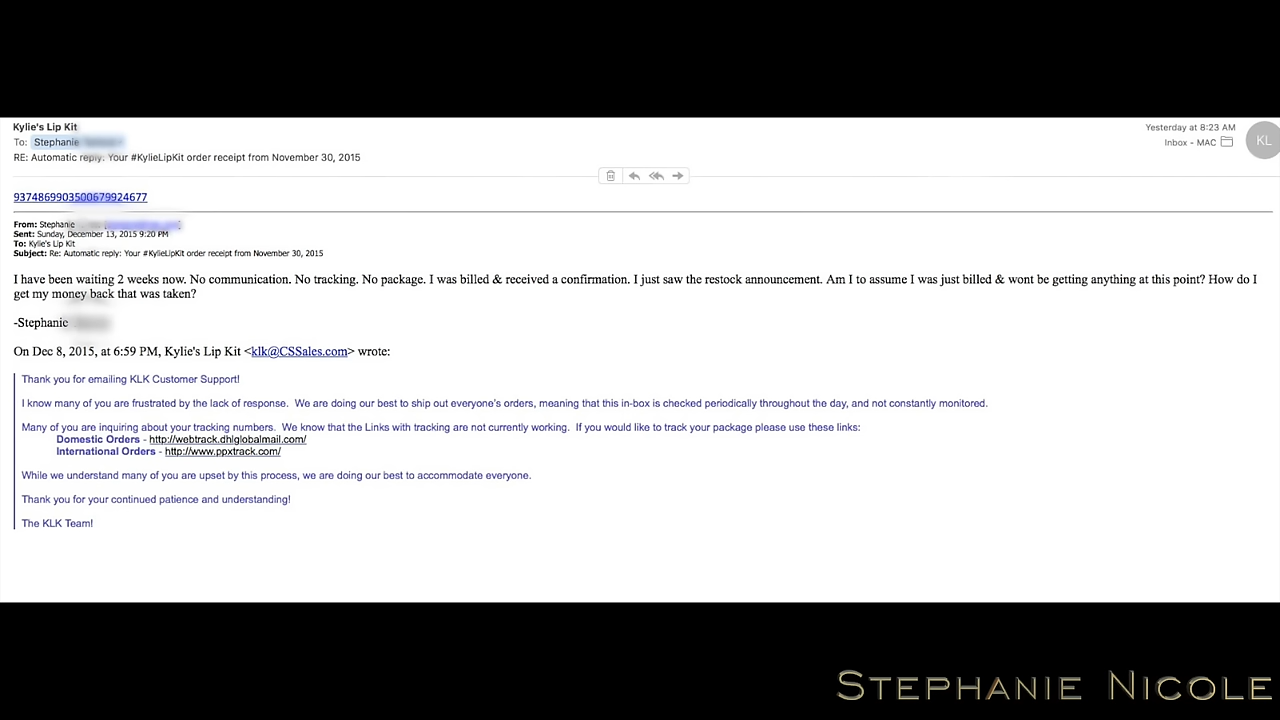 Kylie's Lip Kit
Yesterday at 8:23 AM
To: Stephanie
Inbox - MAC
KL
RE: Automatic reply: Your #KylieLipKit order receipt from November 30, 2015
9374869903500679924677
From: Stephanie
Sent: Sunday, December 13, 2015 9:20 PM
To: Kylie's Lip Kit
Subject: Re: Automatic reply: Your #KylieLipKit order receipt from November 30, 2015
I have been waiting 2 weeks now. No communication. No tracking. No package. I was billed & received a confirmation. I just saw the restock announcement. Am I to assume I was just billed & wont be getting anything at this point? How do I
get my money back that was taken?
-Stephanie
On Dec 8, 2015, at 6:59 PM, Kylie's Lip Kit <klk@CSSales.com> wrote:
Thank you for emailing KLK Customer Support!
I know many of you are frustrated by the lack of response.  We are doing our best to ship out everyone's orders, meaning that this in-box is checked periodically throughout the day, and not constantly monitored.
Many of you are inquiring about your tracking numbers.  We know that the Links with tracking are not currently working.  If you would like to track your package please use these links:
Domestic Orders - http://webtrack.dhlglobalmail.com/
International Orders - http://www.ppxtrack.com/
While we understand many of you are upset by this process, we are doing our best to accommodate everyone.
Thank you for your continued patience and understanding!
The KLK Team!
STEPHANIE NICOLE